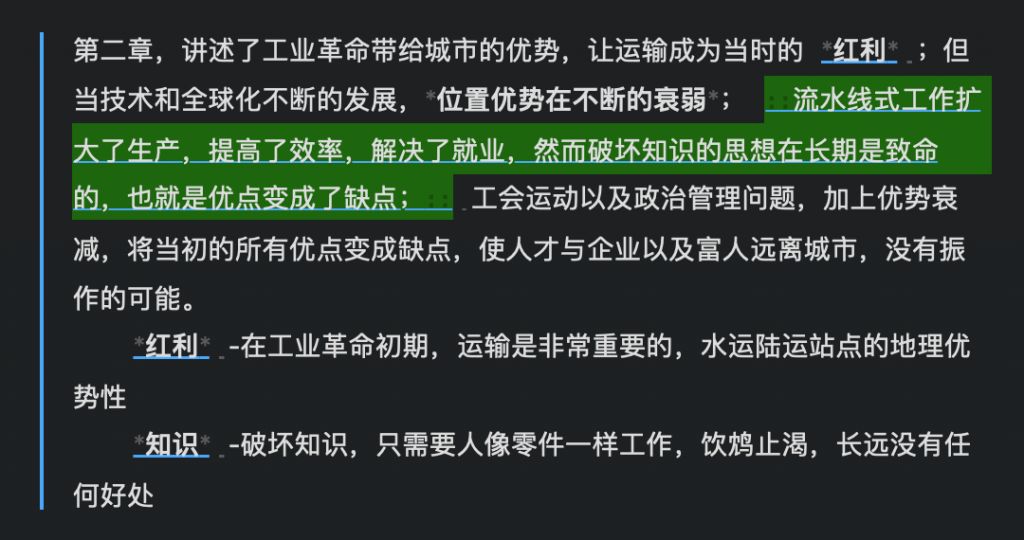 第二章，讲述了工业革命带给城市的优势，让运输成为当时的 *红利*_；但
当技术和全球化不断的发展，*位置优势在不断的衰弱*； ::流水线式工作扩
大了生产，提高了效率，解决了就业，然而破坏知识的思想在长期是致命
的，也就是优点变成了缺点；::_工会运动以及政治管理问题，加上优势衰
减，将当初的所有优点变成缺点，使人才与企业以及富人远离城市，没有振
作的可能。
*红利*_-在工业革命初期，运输是非常重要的，水运陆运站点的地理优
势性
*知识*_-破坏知识，只需要人像零件一样工作，饮鸩止渴，长远没有任
何好处